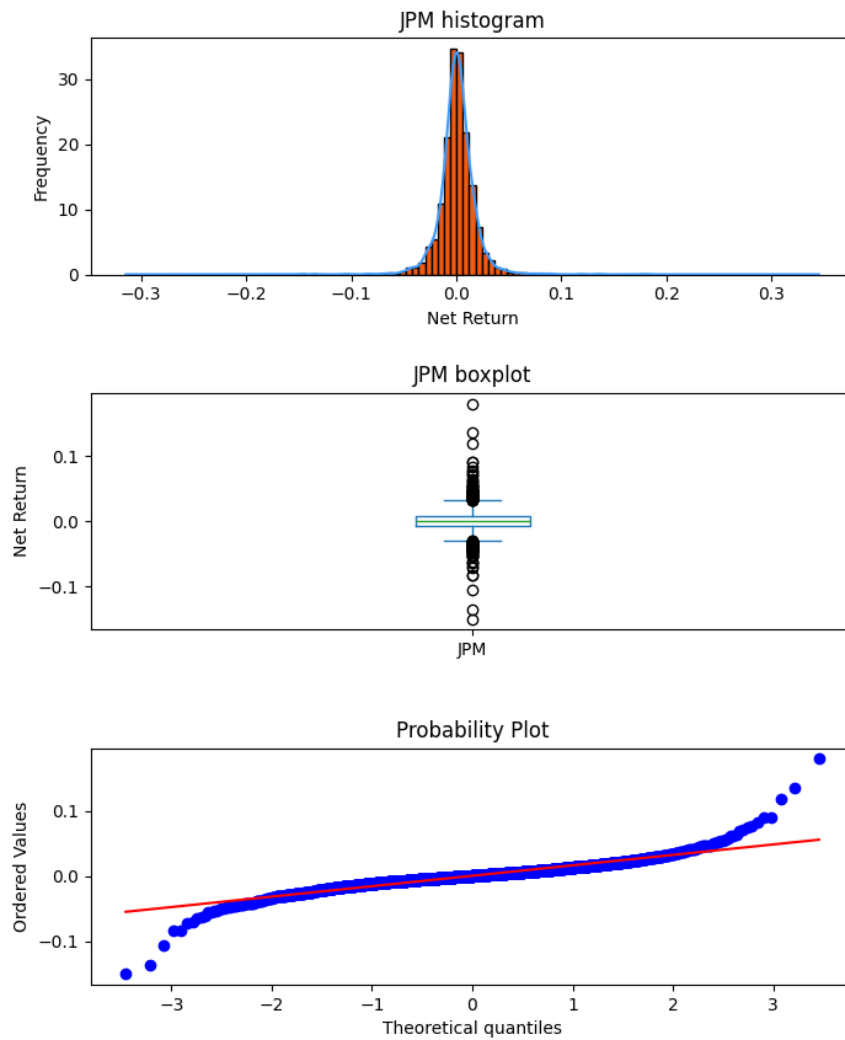 JPM histogram
Frequency
30
20
10
0
−0.3 −0.2 −0.1 0.0 0.1 0.2 0.3
Net Return
JPM boxplot
Net Return
0.1
0.0
−0.1
JPM
Probability Plot
Ordered Values
0.1
0.0
−0.1
−3 −2 −1 0 1 2 3
Theoretical quantiles